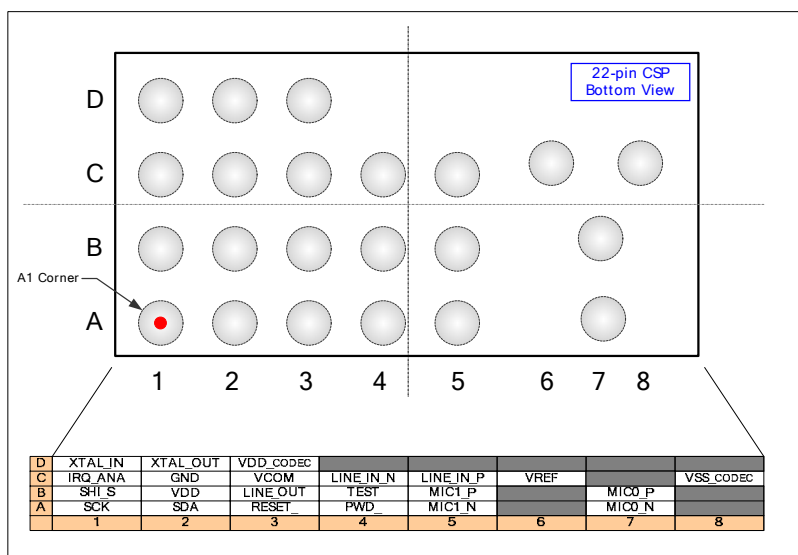 22-pin CSP
Bottom View
D
C
B
A1 Corner
A
1 2 3 4 5 6 7 8
D XTAL_IN XTAL_OUT VDD_CODEC
C IRQ_ANA GND VCOM LINE_IN_N LINE_IN_P VREF VSS_CODEC
B SHI_S VDD LINE_OUT TEST MIC1_P MIC0_P
A SCK SDA RESET_ PWD_ MIC1_N MIC0_N
1 2 3 4 5 6 7 8